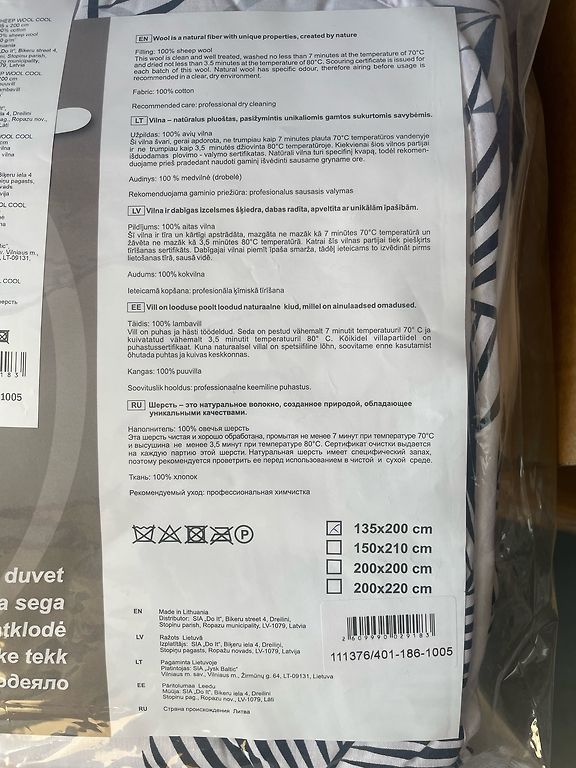 SHEEP WOOL COOL
EN Wool is a natural fiber with unique properties, created by nature
Filling: 100% sheep wool
This wool is clean and well treated, washed no less than 7 minutes at the temperature of 70°C
and dried not less than 3,5 minutes at the temperature of 80°C. Scouring certificate is issued for
each batch of this wool. Natural wool has specific odour, therefore airing before usage is
recommended in a clear, dry environment.
Fabric: 100% cotton
Recommended care: professional dry cleaning
LT Vilna – natūralus pluoštas, pasižymintis unikaliomis gamtos sukurtomis savybėmis.
Užpildas: 100% avių vilna
Ši vilna švari, gerai apdorota, ne trumpiau kaip 7 minutes plauta 70°C temperatūros vandenyje
ir ne trumpiau kaip 3,5 minutės džiovinta 80°C temperatūroje. Kiekvienai šios vilnos partijai
išduodamas plovimo - valymo sertifikatas. Natūrali vilna turi specifinį kvapą, todėl rekomen-
duojame prieš pradedant naudoti gaminį išvėdinti sausame gryname ore.
Audinys: 100 % medvilnė (drobelė)
Rekomenduojama gaminio priežiūra: profesionalus sausasis valymas
LV Vilna ir dabīgas izcelsmes šķiedra, dabas radīta, apveltīta ar unikālām īpašībām.
Pildījums: 100% aitas vilna
Šī vilna ir tīra un kārtīgi apstrādāta, mazgāta ne mazāk kā 7 minūtes 70°C temperatūrā un
žāvēta ne mazāk kā 3,5 minūtes 80°C temperatūrā. Katrai šīs vilnas partijai tiek piešķirts
tīrīšanas sertifikāts. Dabīgajai vilnai piemīt īpaša smarža, tādēļ ieteicams to izvēdināt pirms
lietošanas tīrā, sausā vidē.
Audums: 100% kokvilna
Ieteicamā kopšana: profesionāla ķīmiskā tīrīšana
EE Vill on looduse poolt loodud naturaalne kiud, millel on ainulaadsed omadused.
Täidis: 100% lambavill
Vill on puhas ja hästi töödeldud. Seda on pestud vähemalt 7 minutit temperatuuril 70° C ja
kuivatatud vähemalt 3,5 minutit temperatuuril 80° C. Kõikidel villapartiidel on
puhastussertifikaat. Kuna naturaalsel villal on spetsiifiline lõhn, soovitame enne kasutamist
õhutada puhtas ja kuivas keskkonnas.
Kangas: 100% puuvilla
Soovituslik hooldus: professionaalne keemiline puhastus.
RU Шерсть – это натуральное волокно, созданное природой, обладающее
уникальными качествами.
Наполнитель: 100% овечья шерсть
Эта шерсть чистая и хорошо обработана, промытая не менее 7 минут при температуре 70°C
и высушина не менее 3,5 минут при температуре 80°C. Сертификат очистки выдается
на каждую партию этой шерсти. Натуральная шерсть имеет специфический запах,
поэтому рекомендуется проветрить ее перед использованием в чистой и сухой среде.
Ткань: 100% хлопок
Рекомендуемый уход: профессиональная химчистка
P
135x200 cm
150x210 cm
200x200 cm
200x220 cm
EN Made in Lithuania
Distributor: SIA „Do It", Bikeru street 4, Dreilini,
Stopinu parish, Ropazu municipality, LV-1079, Latvia
LV Ražots Lietuvā
Izplatītājs: SIA „Do It", Biķeru iela 4, Dreiliņi,
Stopiņu pagasts, Ropažu novads, LV-1079, Latvija
LT Pagaminta Lietuvoje
Platintojas: SIA „Jysk Baltic"
Vilniaus m. sav., Vilniaus m., Žirmūnų g. 64, LT-09131, Lietuva
EE Päritolumaa Leedu
Müüja: SIA „Do It", Bikeru iela 4, Dreilini
Stopinu pag., Ropazu nov., LV-1079, Läti
RU Страна происхождения Литва
2609990029183
111376/401-186-1005
-1005
duvet
a sega
tklodė
ke tekk
одеяло